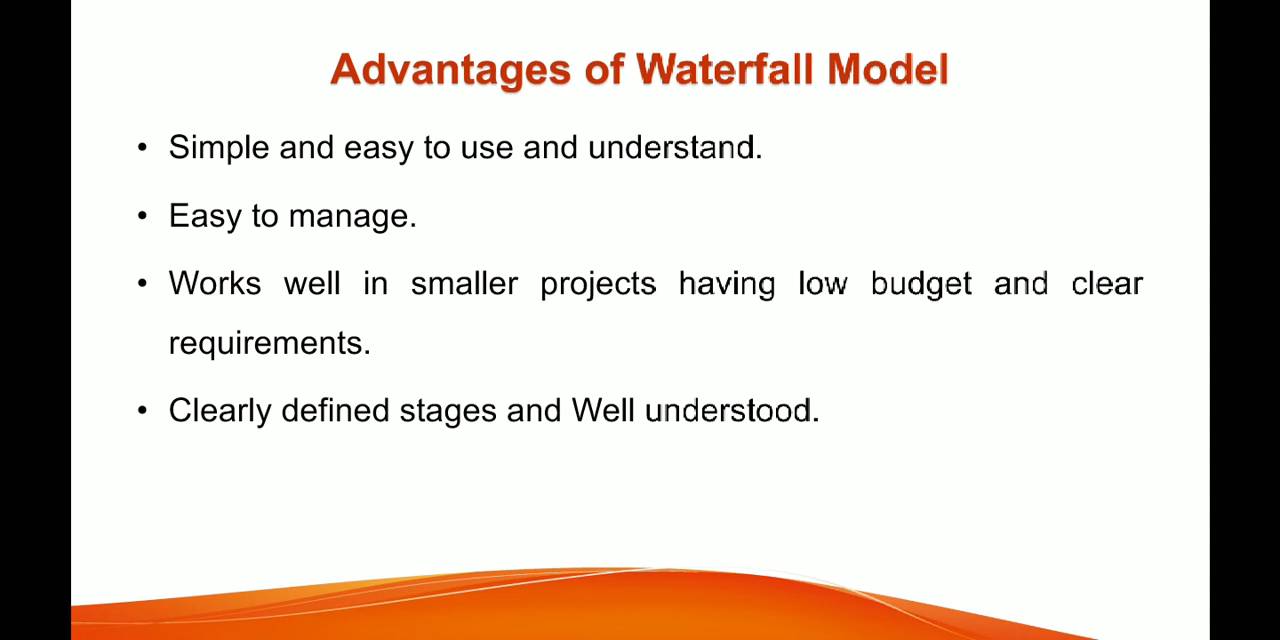 Advantages of Waterfall Model
• Simple and easy to use and understand.
• Easy to manage.
• Works well in smaller projects having low budget and clear
requirements.
• Clearly defined stages and Well understood.